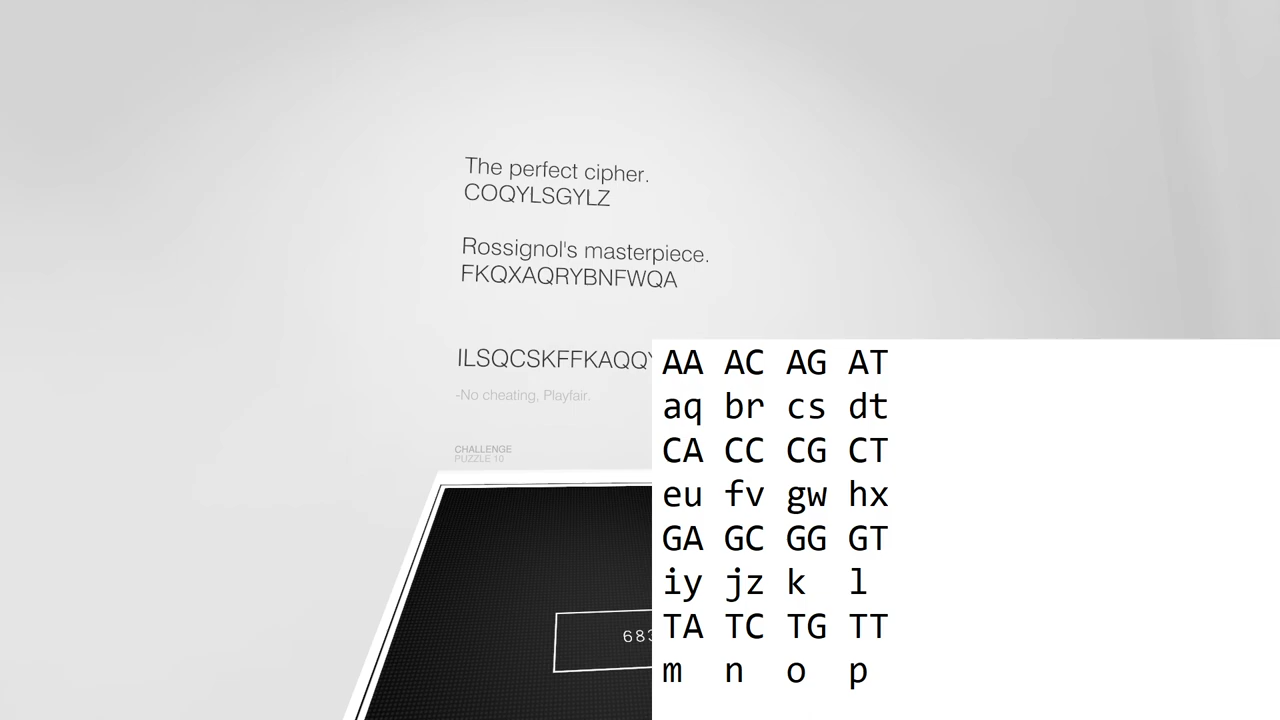 The perfect cipher.
COQYLSGYLZ
Rossignol's masterpiece.
FKQXAQRYBNFWQA
ILSQCSKFFKAQQY
-No cheating, Playfair.
CHALLENGE
PUZZLE 10
683
AA AC AG AT
aq br cs dt
CA CC CG CT
eu fv gw hx
GA GC GG GT
iy jz k l
TA TC TG TT
m n o p